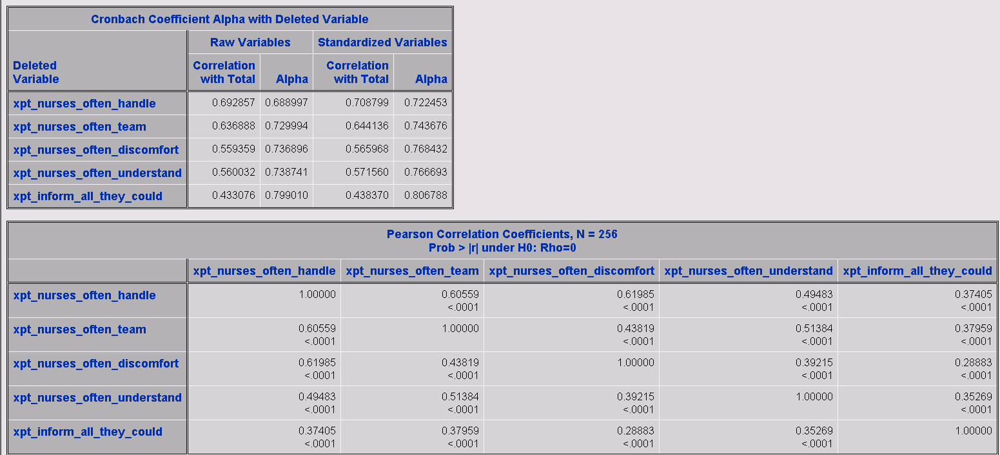 Cronbach Coefficient Alpha with Deleted Variable
Deleted Variable Raw Variables Standardized Variables
Correlation with Total Alpha Correlation with Total Alpha
xpt_nurses_often_handle 0.692857 0.688997 0.708799 0.722453
xpt_nurses_often_team 0.636888 0.729994 0.644136 0.743676
xpt_nurses_often_discomfort 0.559359 0.736896 0.565968 0.768432
xpt_nurses_often_understand 0.560032 0.738741 0.571560 0.766693
xpt_inform_all_they_could 0.433076 0.799010 0.438370 0.806788
Pearson Correlation Coefficients, N = 256
Prob > |r| under H0: Rho=0
xpt_nurses_often_handle xpt_nurses_often_team xpt_nurses_often_discomfort xpt_nurses_often_understand xpt_inform_all_they_could
xpt_nurses_often_handle 1.00000 0.60559 0.61985 0.49483 0.37405
<.0001 <.0001 <.0001 <.0001
xpt_nurses_often_team 0.60559 1.00000 0.43819 0.51384 0.37959
<.0001 <.0001 <.0001 <.0001
xpt_nurses_often_discomfort 0.61985 0.43819 1.00000 0.39215 0.28883
<.0001 <.0001 <.0001 <.0001
xpt_nurses_often_understand 0.49483 0.51384 0.39215 1.00000 0.35269
<.0001 <.0001 <.0001 <.0001
xpt_inform_all_they_could 0.37405 0.37959 0.28883 0.35269 1.00000
<.0001 <.0001 <.0001 <.0001